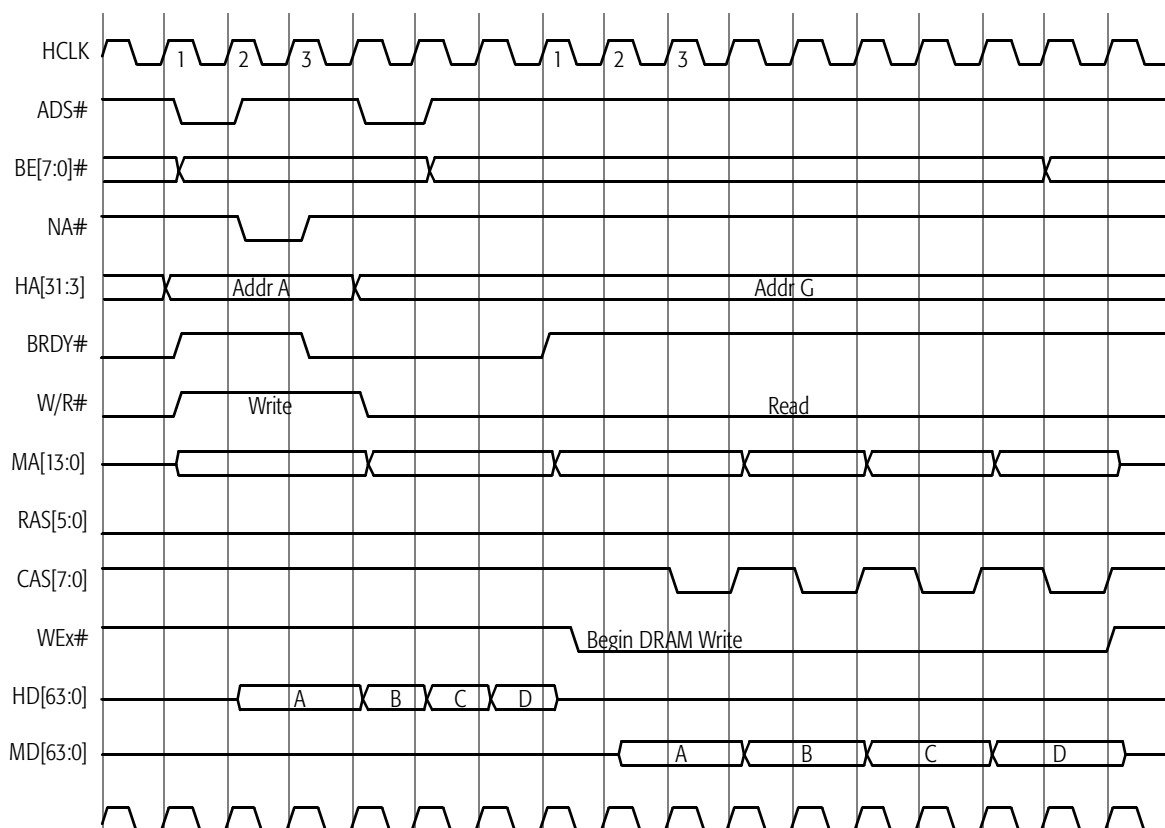 HCLK 1 2 3 1 2 3
ADS#
BE[7:0]#
NA#
HA[31:3] Addr A Addr G
BRDY#
W/R# Write Read
MA[13:0]
RAS[5:0]
CAS[7:0]
WEx# Begin DRAM Write
HD[63:0] A B C D
MD[63:0] A B C D